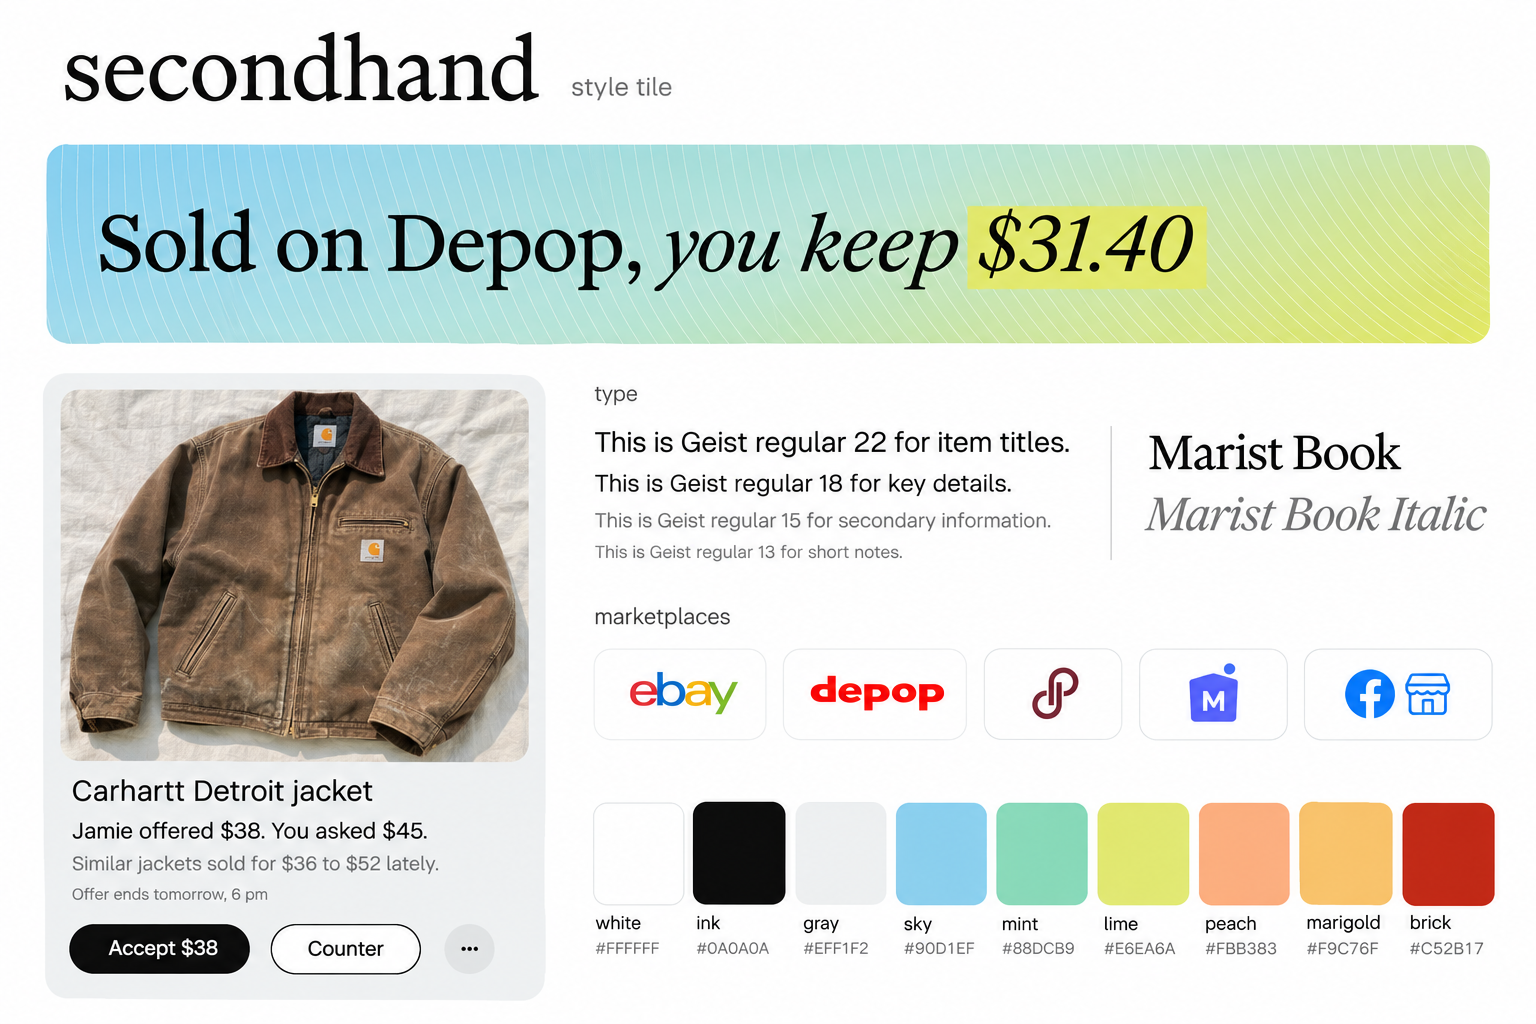 secondhand
style tile
Sold on Depop, you keep $31.40
Carhartt Detroit jacket
Jamie offered $38. You asked $45.
Similar jackets sold for $36 to $52 lately.
Offer ends tomorrow, 6 pm
Accept $38
Counter
type
This is Geist regular 22 for item titles.
This is Geist regular 18 for key details.
This is Geist regular 15 for secondary information.
This is Geist regular 13 for short notes.
Marist Book
Marist Book Italic
marketplaces
ebay
depop
M
white
#FFFFFF
ink
#0A0A0A
gray
#EFF1F2
sky
#90D1EF
mint
#88DCB9
lime
#E6EA6A
peach
#FBB383
marigold
#F9C76F
brick
#C52B17